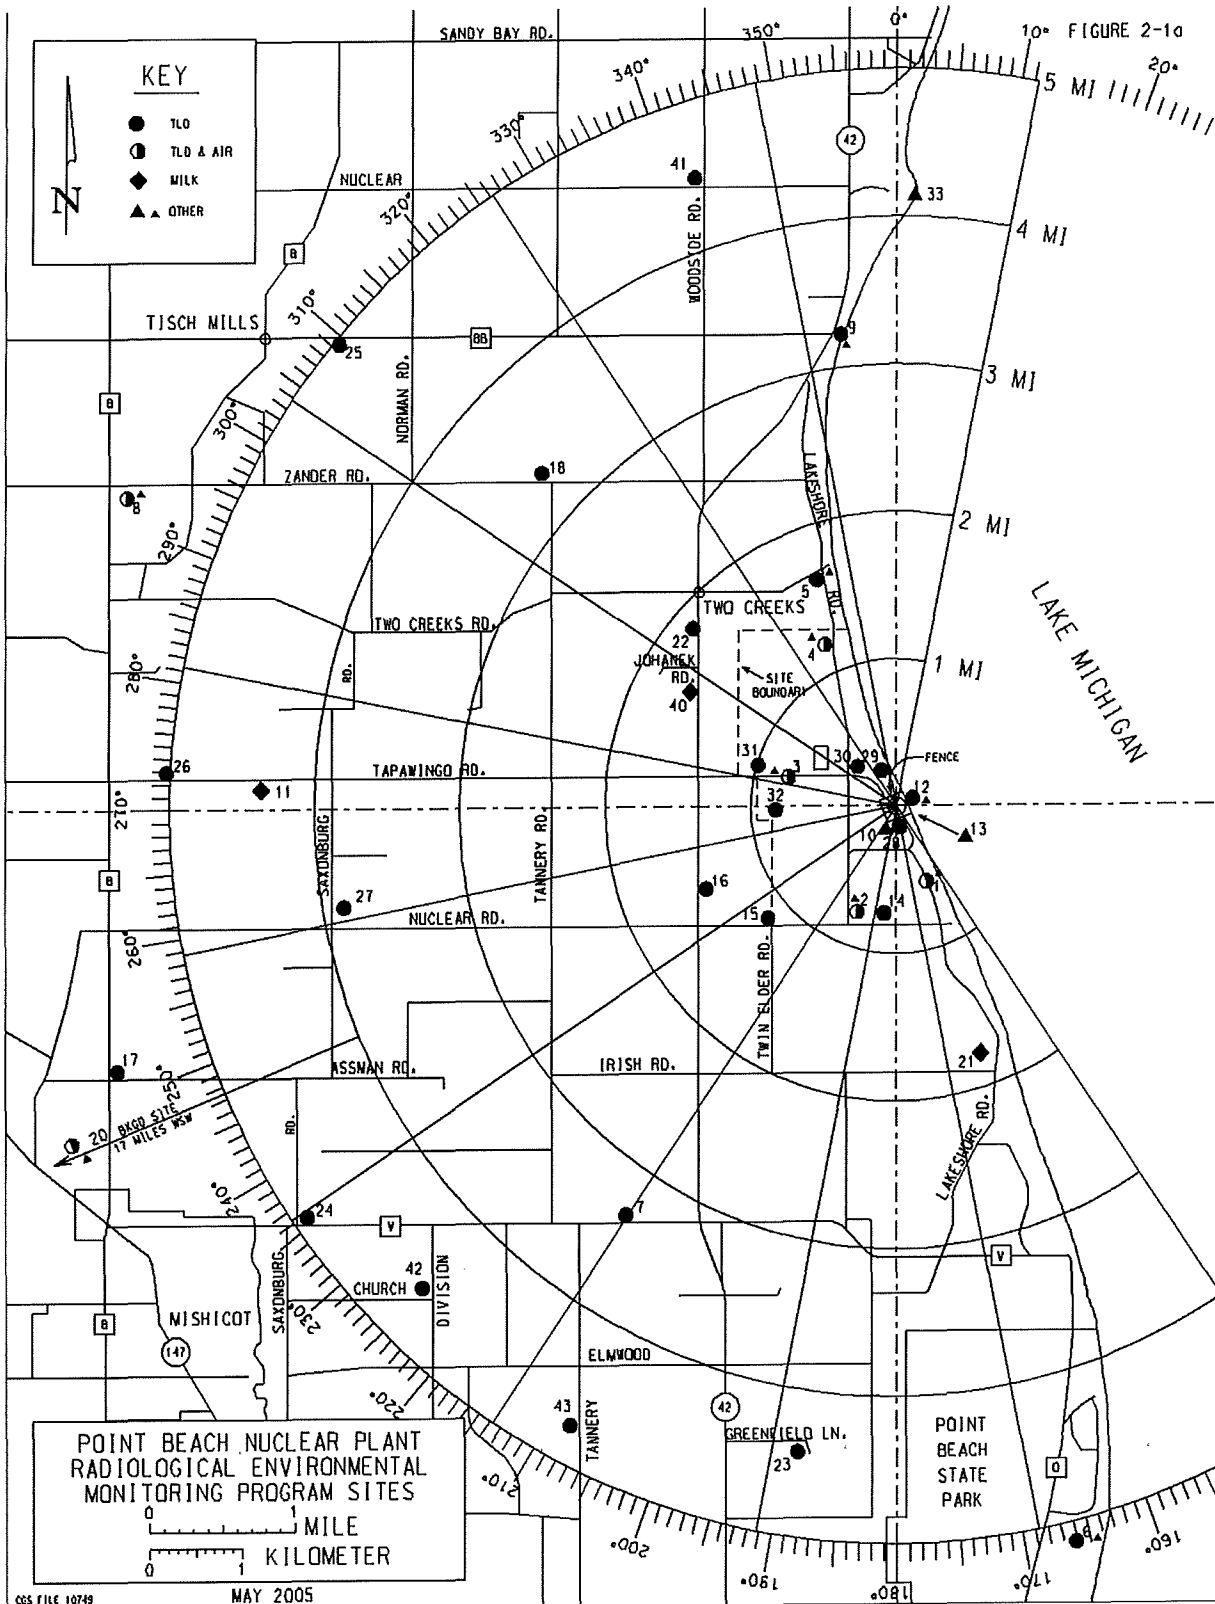 FIGURE 2-1a
SANDY BAY RD.
KEY
TLD
TLD & AIR
MILK
OTHER
N
0°
350°
340°
330°
320°
310°
300°
290°
280°
270°
260°
250°
240°
230°
220°
210°
200°
190°
180°
170°
160°
10°
20°
5 MI
4 MI
3 MI
2 MI
1 MI
42
41
NUCLEAR
33
B
WOODSIDE RD.
TISCH MILLS
25
BB
9
B
NORMAN RD.
ZANDER RD.
18
LAKESHORE
RD.
8
5
TWO CREEKS
TWO CREEKS RD.
22
4
JOHANEK
RD.
SITE
BOUNDARY
40
RD.
LAKE MICHIGAN
31
3
30
29
FENCE
26
TAPAWINGO RD.
11
32
12
13
10
28
SAXONBURG
TANNERY RD.
B
16
1
27
NUCLEAR RD.
15
2
14
TWIN ELDER RD.
17
ASSMAN RD.
IRISH RD.
21
20
BKGD SITE
17 MILES WSW
RD.
LAKESHORE RD.
24
V
7
V
SAXONBURG
42
CHURCH
DIVISION
MISHICOT
B
147
ELMWOOD
43
TANNERY
42
GREENFIELD LN.
23
POINT
BEACH
STATE
PARK
O
6
POINT BEACH NUCLEAR PLANT
RADIOLOGICAL ENVIRONMENTAL
MONITORING PROGRAM SITES
0 1
MILE
KILOMETER
0 1
CGS FILE 10749
MAY 2005